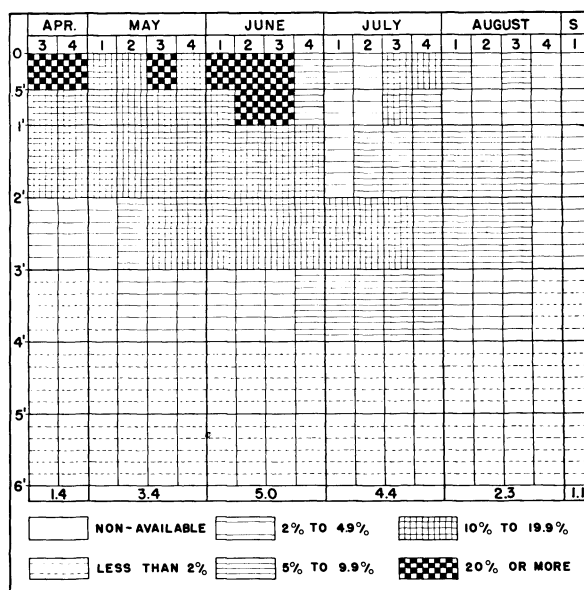 APR. MAY JUNE JULY AUGUST S
3 4 1 2 3 4 1 2 3 4 1 2 3 4 1 2 3 4 1
0
.5'
1'
2'
3'
4'
5'
6'
1.4 3.4 5.0 4.4 2.3 1.1
NON-AVAILABLE 2% TO 4.9% 10% TO 19.9%
LESS THAN 2% 5% TO 9.9% 20% OR MORE